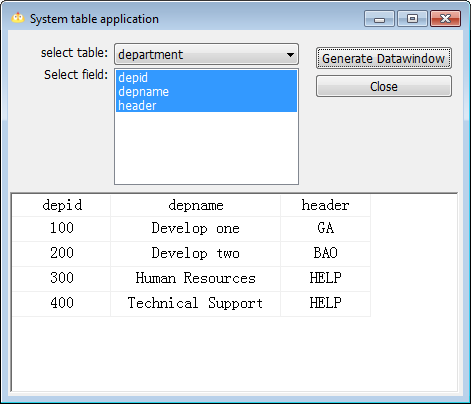 System table application
select table: department
Generate Datawindow
Select field: depid
depname
header
Close
depid depname header
100 Develop one GA
200 Develop two BAO
300 Human Resources HELP
400 Technical Support HELP